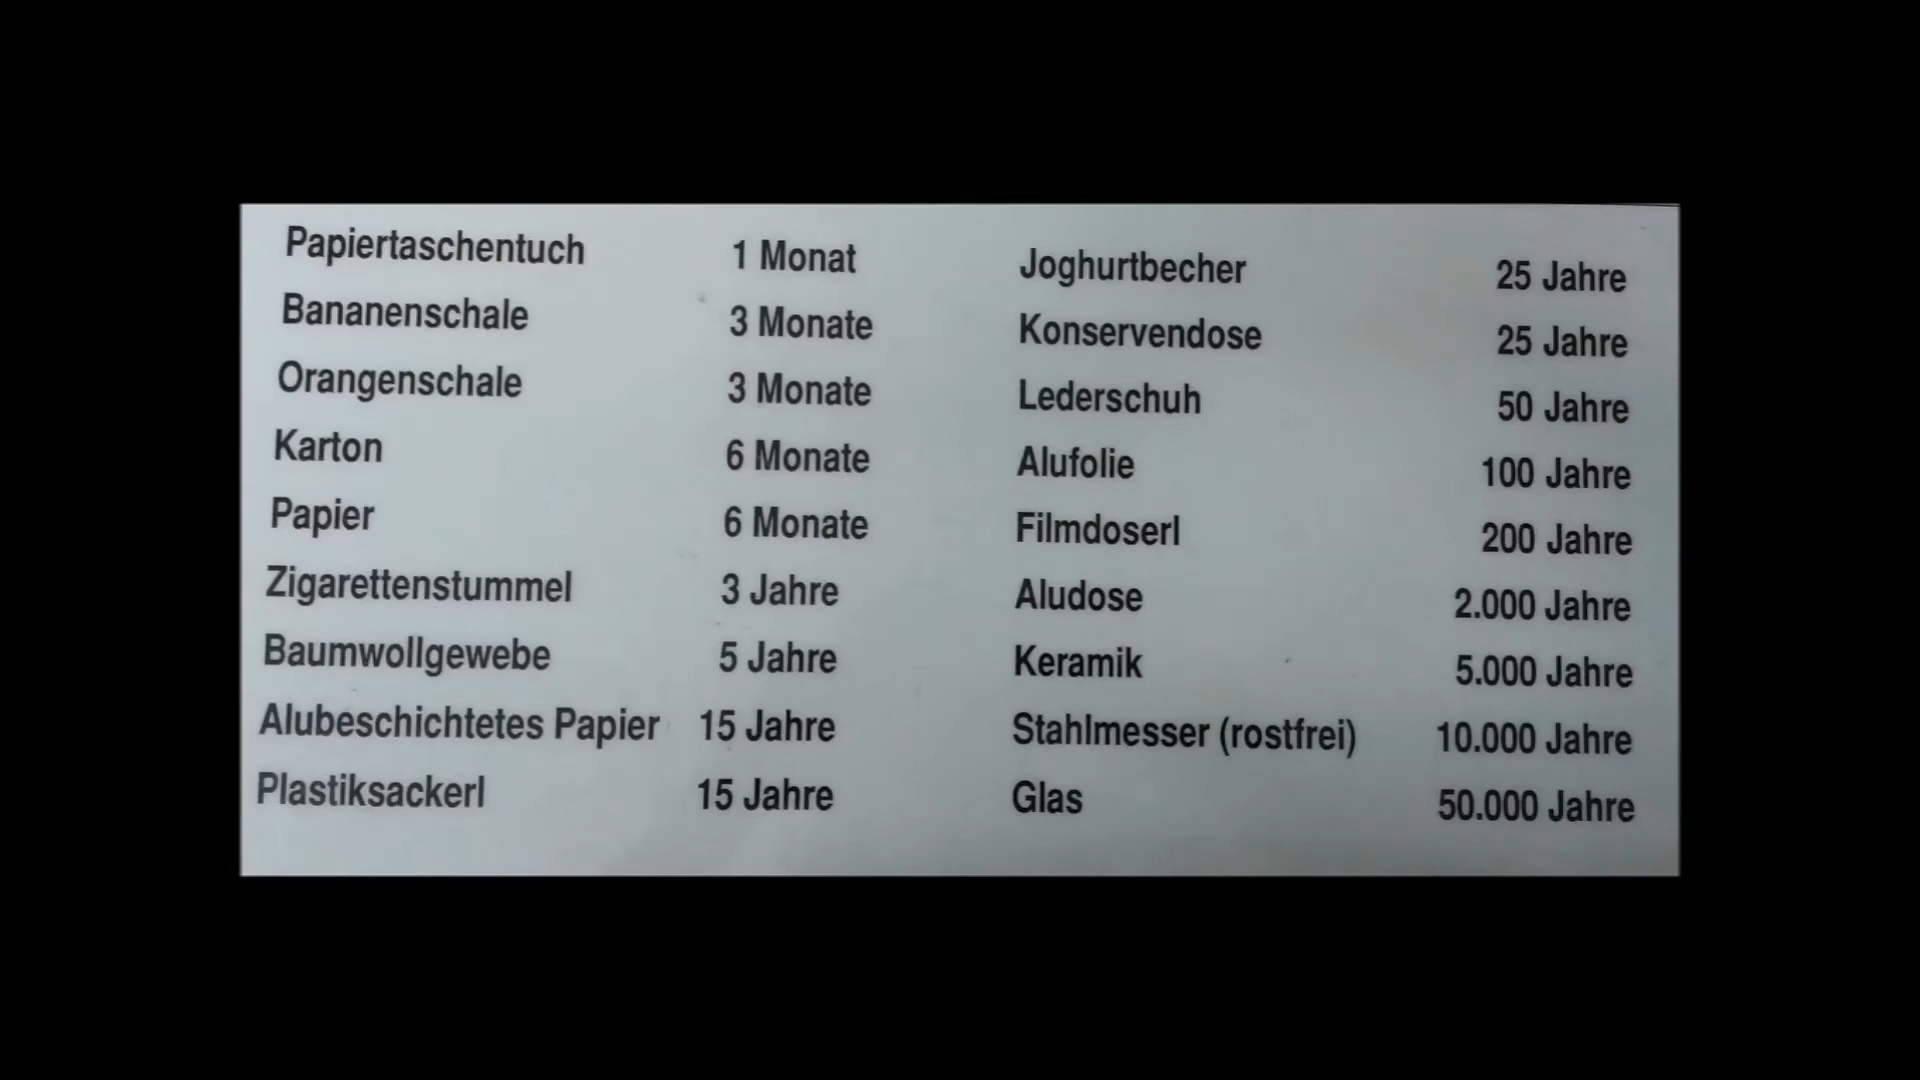 Papiertaschentuch 1 Monat
Bananenschale 3 Monate
Orangenschale 3 Monate
Karton 6 Monate
Papier 6 Monate
Zigarettenstummel 3 Jahre
Baumwollgewebe 5 Jahre
Alubeschichtetes Papier 15 Jahre
Plastiksackerl 15 Jahre
Joghurtbecher 25 Jahre
Konservendose 25 Jahre
Lederschuh 50 Jahre
Alufolie 100 Jahre
Filmdoserl 200 Jahre
Aludose 2.000 Jahre
Keramik 5.000 Jahre
Stahlmesser (rostfrei) 10.000 Jahre
Glas 50.000 Jahre